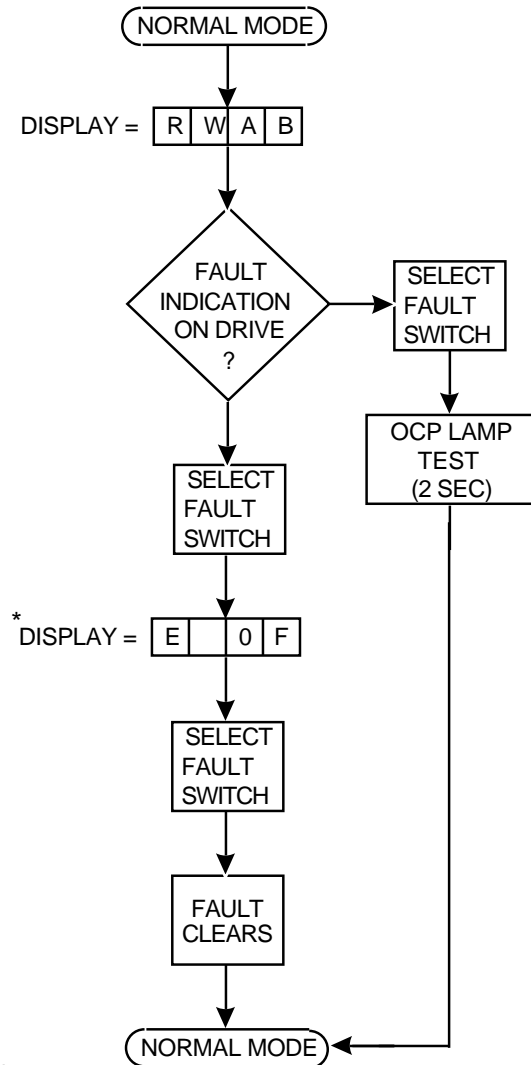 NORMAL MODE
DISPLAY = R W A B
FAULT
INDICATION
ON DRIVE
?
SELECT
FAULT
SWITCH
OCP LAMP
TEST
(2 SEC)
SELECT
FAULT
SWITCH
*DISPLAY = E 0 F
SELECT
FAULT
SWITCH
FAULT
CLEARS
NORMAL MODE